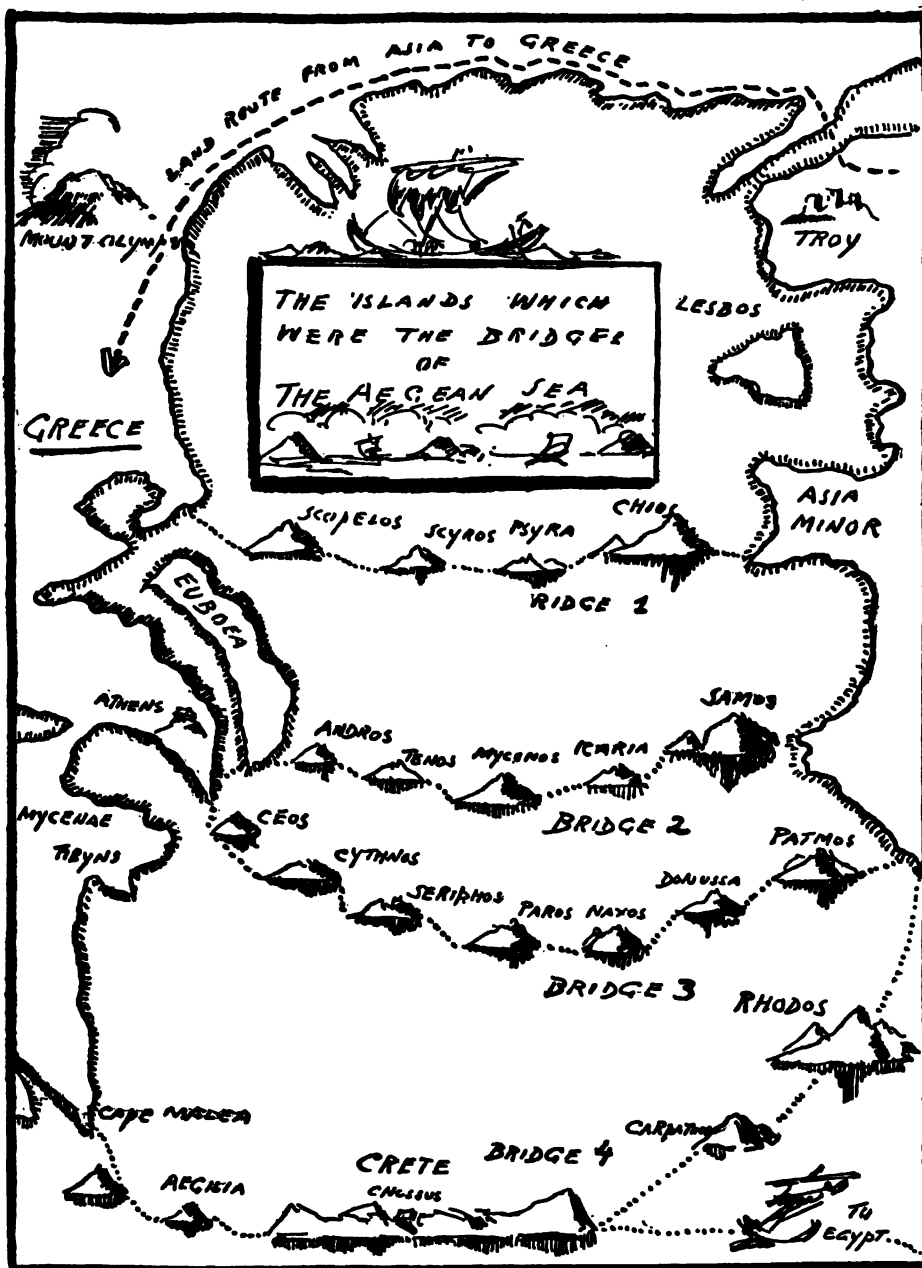 LAND ROUTE FROM ASIA TO GREECE
MOUNT OLYMPUS
TROY
THE ISLANDS WHICH
WERE THE BRIDGES
OF
THE AEGEAN SEA
LESBOS
GREECE
ASIA
MINOR
SCOPELOS
SCYROS
PSYRA
CHIOS
RIDGE 1
EUBOEA
ATHENS
ANDROS
TENOS
MYCANOS
ICARIA
SAMOS
BRIDGE 2
MYCENAE
TIRYNS
CEOS
CYTHNOS
SERIPHOS
PAROS
NAXOS
DONUSSA
PATMOS
BRIDGE 3
RHODOS
CAPE MALEA
CARPATHOS
BRIDGE 4
CRETE
CNOSSUS
AEGILIA
TO
EGYPT